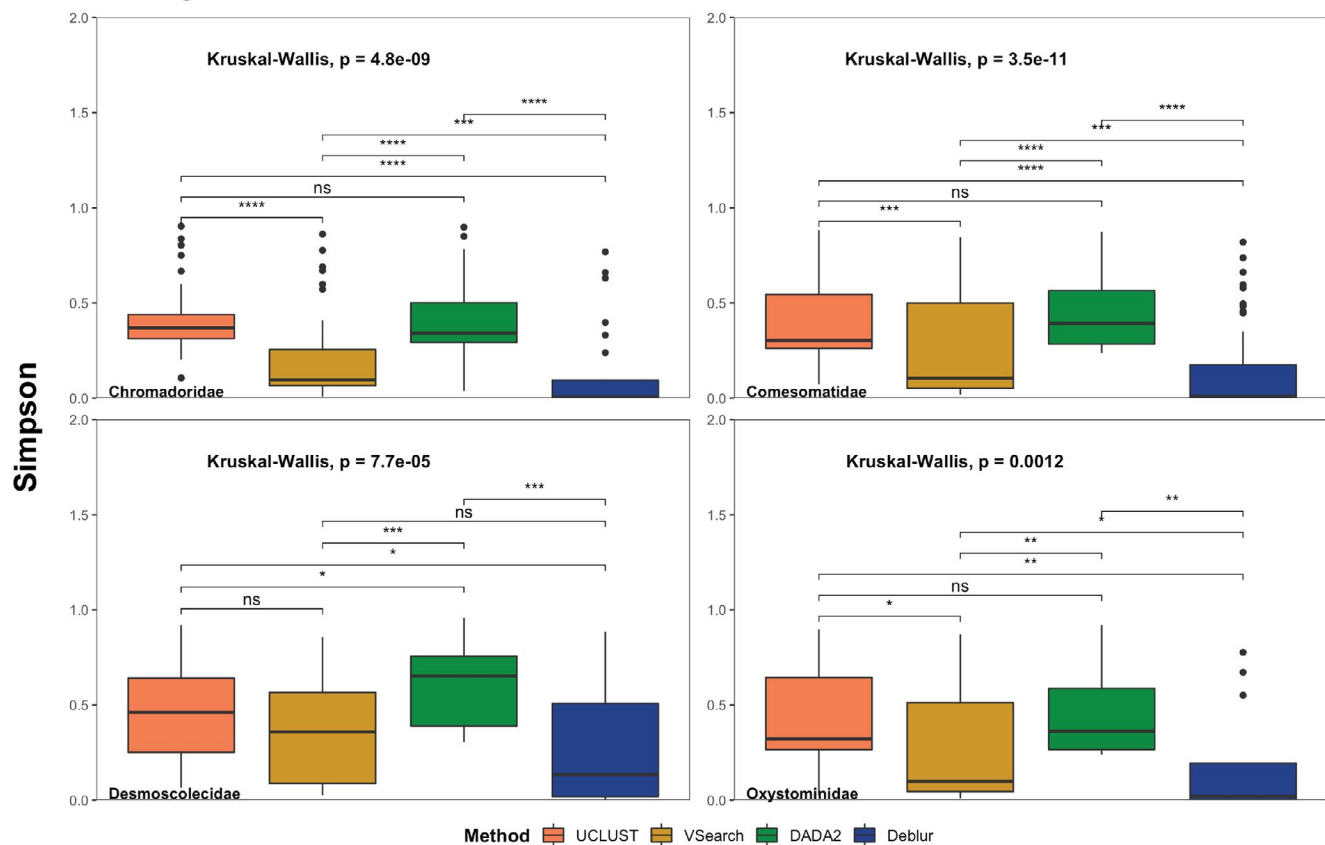 Simpson
2.0
Kruskal-Wallis, p = 4.8e-09
1.5
****
***
****
****
1.0
ns
****
0.5
0.0
Chromadoridae
2.0
Kruskal-Wallis, p = 3.5e-11
1.5
****
***
****
****
1.0
ns
***
0.5
0.0
Comesomatidae
2.0
Kruskal-Wallis, p = 7.7e-05
1.5
***
ns
***
*
*
1.0
ns
0.5
0.0
Desmoscolecidae
2.0
Kruskal-Wallis, p = 0.0012
1.5
**
*
**
**
ns
1.0
*
0.5
0.0
Oxystominidae
Method UCLUST VSearch DADA2 Deblur